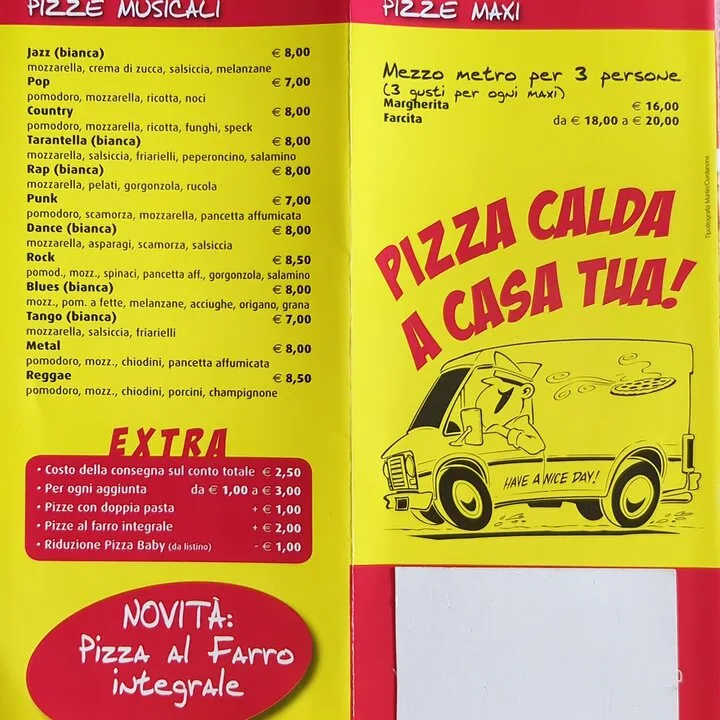 PIZZE MUSICALI
Jazz (bianca) € 8,00
mozzarella, crema di zucca, salsiccia, melanzane
Pop € 7,00
pomodoro, mozzarella, ricotta, noci
Country € 8,00
pomodoro, mozzarella, ricotta, funghi, speck
Tarantella (bianca) € 8,00
mozzarella, salsiccia, friarielli, peperoncino, salamino
Rap (bianca) € 8,00
mozzarella, pelati, gorgonzola, rucola
Punk € 7,00
pomodoro, scamorza, mozzarella, pancetta affumicata
Dance (bianca) € 8,00
mozzarella, asparagi, scamorza, salsiccia
Rock € 8,50
pomod., mozz., spinaci, pancetta aff., gorgonzola, salamino
Blues (bianca) € 8,00
mozz., pom. a fette, melanzane, acciughe, origano, grana
Tango (bianca) € 7,00
mozzarella, salsiccia, friarielli
Metal € 8,00
pomodoro, mozz., chiodini, pancetta affumicata
Reggae € 8,50
pomodoro, mozz., chiodini, porcini, champignone
EXTRA
• Costo della consegna sul conto totale € 2,50
• Per ogni aggiunta da € 1,00 a € 3,00
• Pizze con doppia pasta + € 1,00
• Pizze al farro integrale + € 2,00
• Riduzione Pizza Baby (da listino) - € 1,00
NOVITÀ:
Pizza al Farro
integrale
PIZZE MAXI
Mezzo metro per 3 persone
(3 gusti per ogni maxi)
Margherita € 16,00
Farcita da € 18,00 a € 20,00
Tipolitografia Martin Cordenons
PIZZA CALDA
A CASA TUA!
HAVE A NICE DAY!